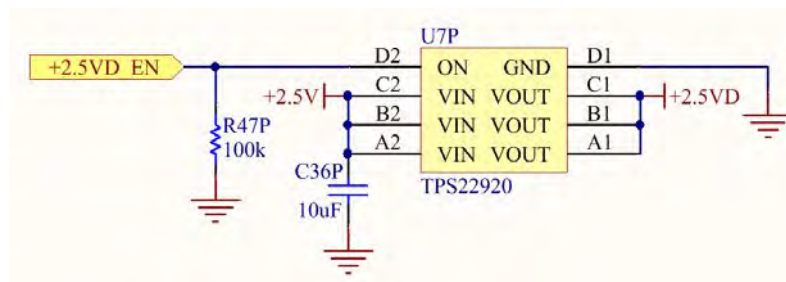 U7P
+2.5VD_EN
D2 ON GND D1
+2.5V C2 VIN VOUT C1 +2.5VD
B2 VIN VOUT B1
A2 VIN VOUT A1
R47P
100k
C36P
10uF
TPS22920